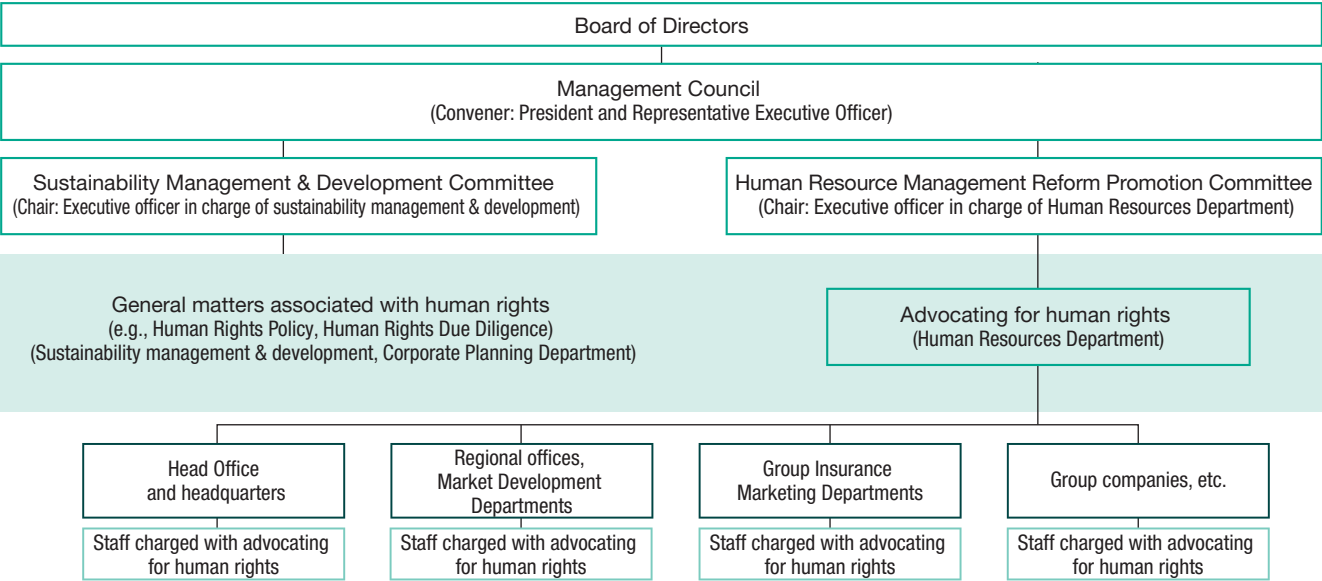 Board of Directors
Management Council
(Convener: President and Representative Executive Officer)
Sustainability Management & Development Committee
(Chair: Executive officer in charge of sustainability management & development)
Human Resource Management Reform Promotion Committee
(Chair: Executive officer in charge of Human Resources Department)
General matters associated with human rights
(e.g., Human Rights Policy, Human Rights Due Diligence)
(Sustainability management & development, Corporate Planning Department)
Advocating for human rights
(Human Resources Department)
Head Office
and headquarters
Regional offices,
Market Development
Departments
Group Insurance
Marketing Departments
Group companies, etc.
Staff charged with advocating
for human rights
Staff charged with advocating
for human rights
Staff charged with advocating
for human rights
Staff charged with advocating
for human rights